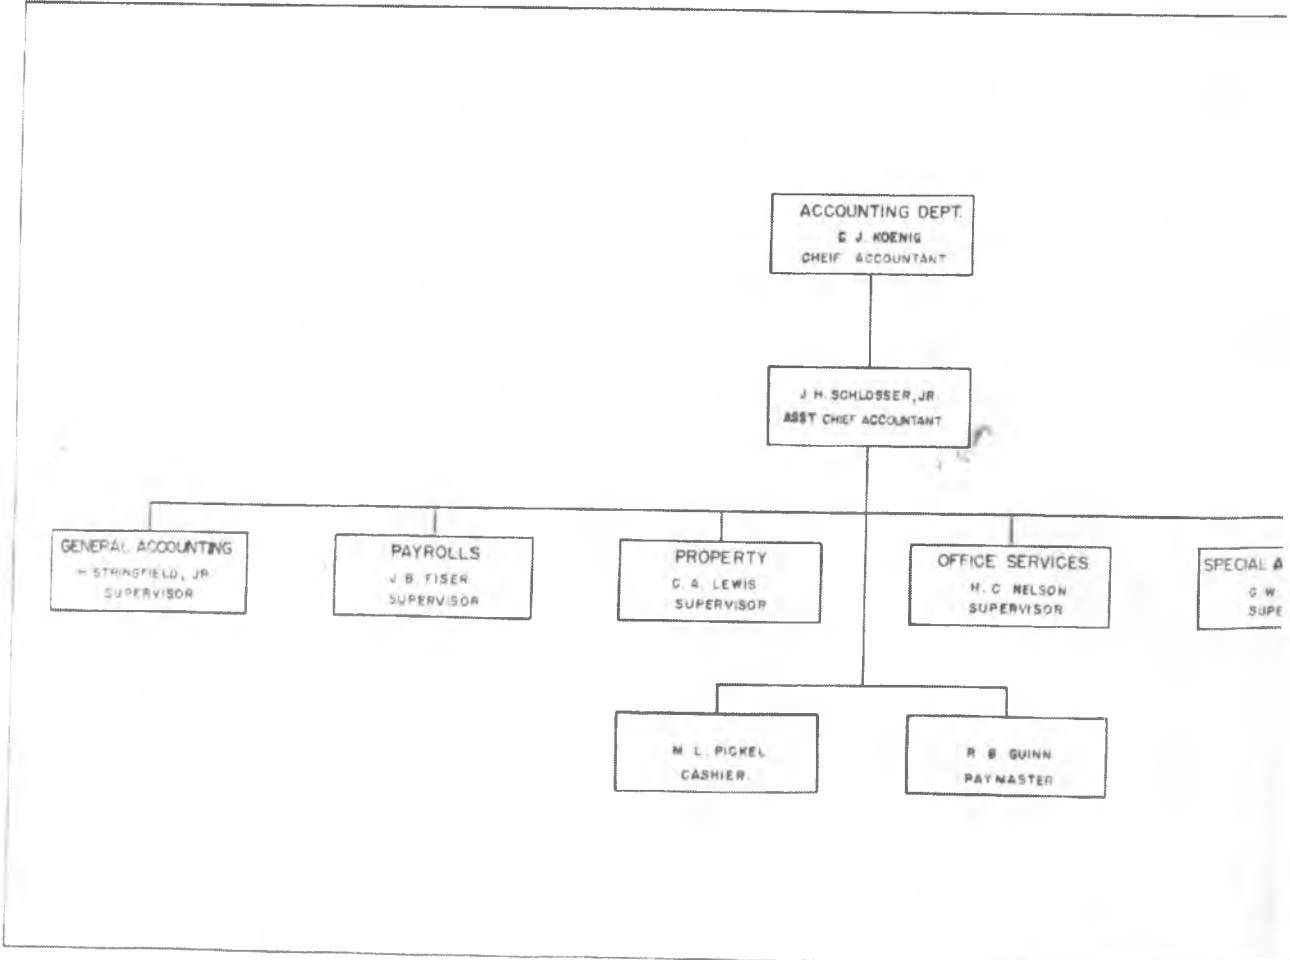 ACCOUNTING DEPT.
J. KOENIG
CHEIF ACCOUNTANT
J. H. SCHLOSSER, JR.
ASST CHIEF ACCOUNTANT
GENERAL ACCOUNTING
H STRINGFIELD, JR.
SUPERVISOR
PAYROLLS
J. B. FISER
SUPERVISOR
PROPERTY
C. A. LEWIS
SUPERVISOR
OFFICE SERVICES
H. C. NELSON
SUPERVISOR
SPECIAL A
G. W.
SUPE
M. L. PICKEL
CASHIER.
R. B. GUINN
PAYMASTER